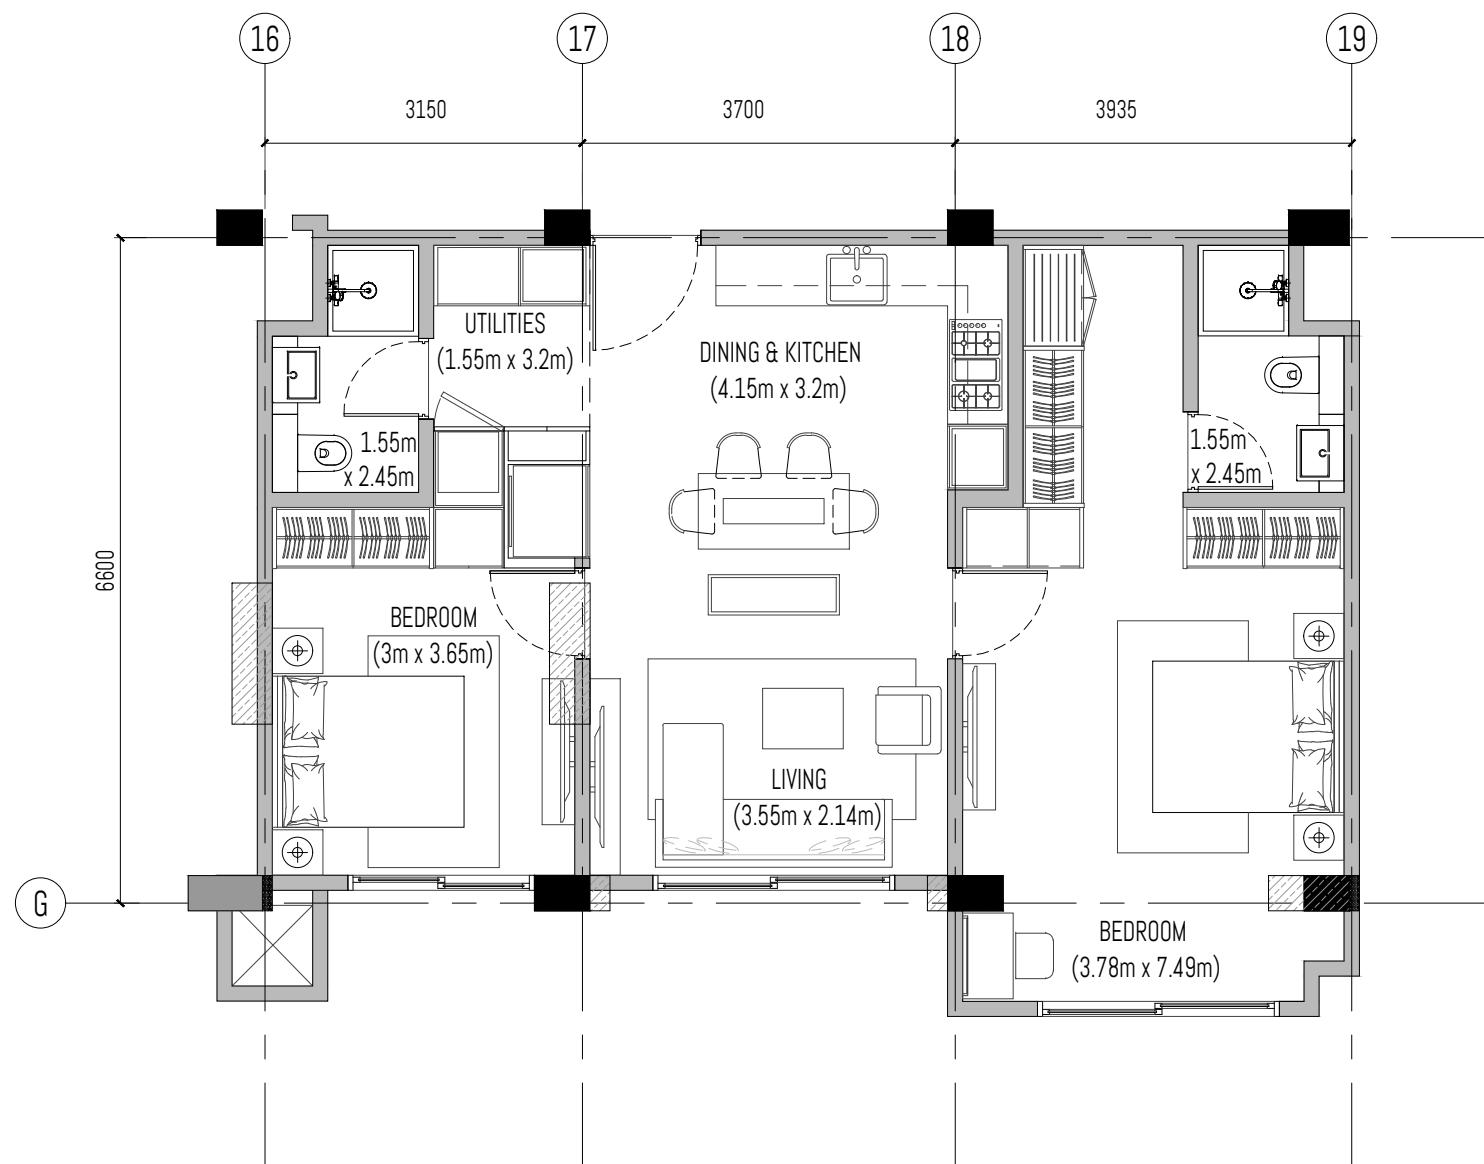 16
17
18
19
3150
3700
3935
UTILITIES
(1.55m x 3.2m)
DINING & KITCHEN
(4.15m x 3.2m)
1.55m
x 2.45m
1.55m
x 2.45m
6600
BEDROOM
(3m x 3.65m)
LIVING
(3.55m x 2.14m)
G
BEDROOM
(3.78m x 7.49m)